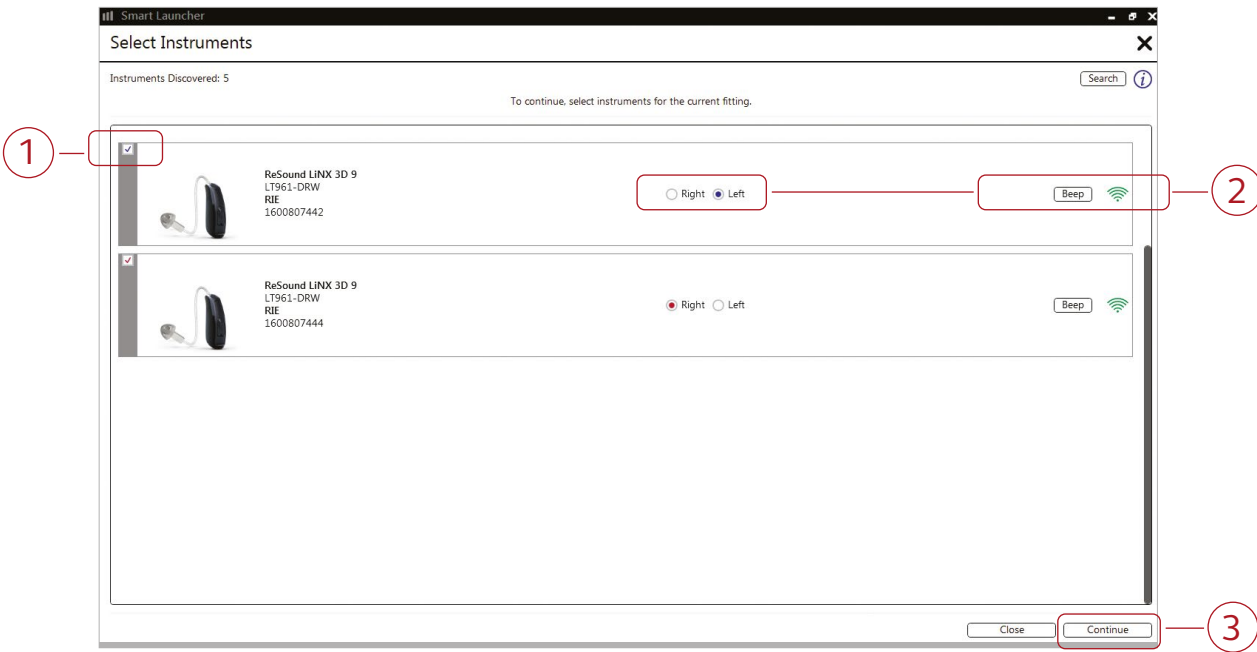 Smart Launcher
Select Instruments
Instruments Discovered: 5
Search
i
To continue, select instruments for the current fitting.
1
ReSound LiNX 3D 9
LT961-DRW
RIE
1600807442
Right Left
Beep
2
ReSound LiNX 3D 9
LT961-DRW
RIE
1600807444
Right Left
Beep
Close Continue
3